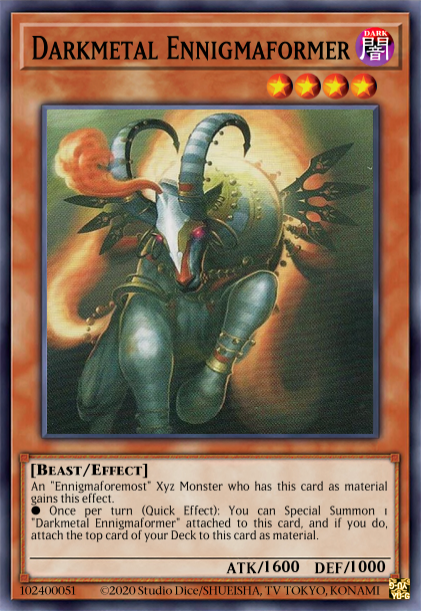 DARKMETAL ENNIGMAFORMER
DARK
闇
[BEAST/EFFECT]
An "Ennigmaforemost" Xyz Monster who has this card as material
gains this effect.
● Once per turn (Quick Effect): You can Special Summon 1
"Darkmetal Ennigmaformer" attached to this card, and if you do,
attach the top card of your Deck to this card as material.
ATK/1600 DEF/1000
102400051 ©2020 Studio Dice/SHUEISHA, TV TOKYO, KONAMI